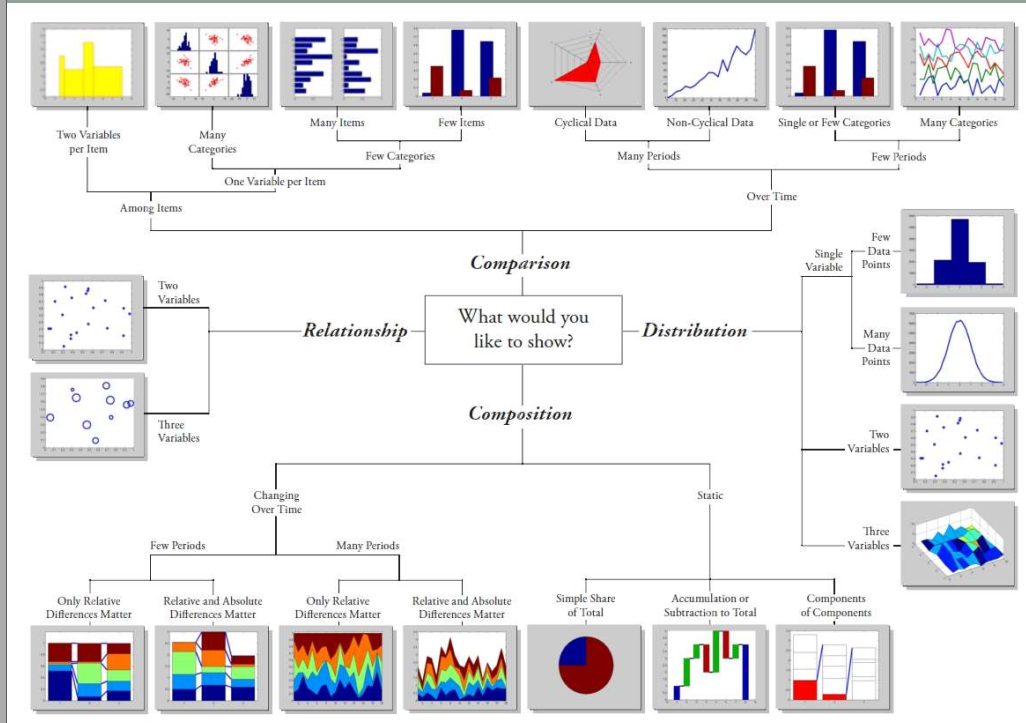 Two Variables
per Item
Many
Categories
Many Items
Few Items
Cyclical Data
Non-Cyclical Data
Single or Few Categories
Many Categories
Few Categories
Many Periods
Few Periods
One Variable per Item
Over Time
Among Items
Comparison
What would you
like to show?
Relationship
Two
Variables
Three
Variables
Distribution
Single
Variable
Few
Data
Points
Many
Data
Points
Two
Variables
Three
Variables
Composition
Changing
Over Time
Static
Few Periods
Many Periods
Only Relative
Differences Matter
Relative and Absolute
Differences Matter
Only Relative
Differences Matter
Relative and Absolute
Differences Matter
Simple Share
of Total
Accumulation or
Subtraction to Total
Components
of Components